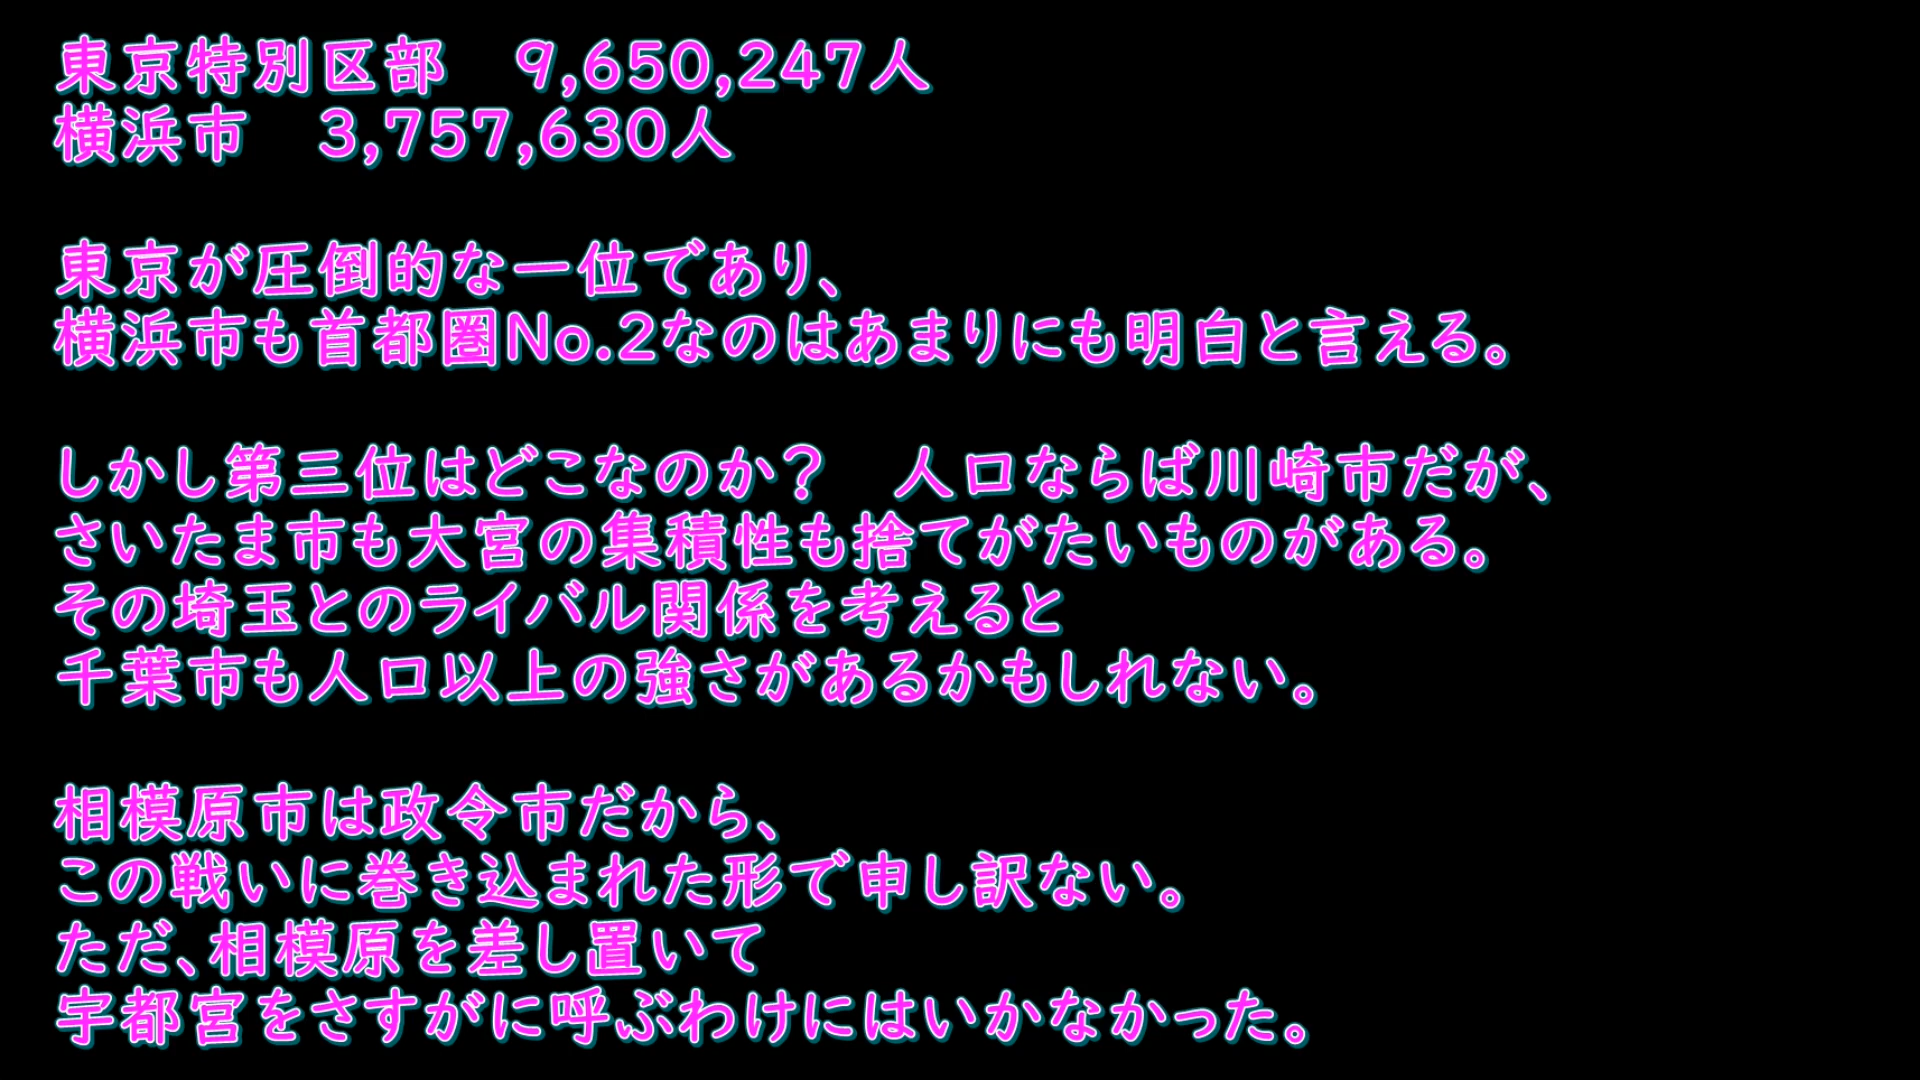 東京特別区部　9,650,247人
横浜市　3,757,630人
東京が圧倒的な一位であり、
横浜市も首都圏No.2なのはあまりにも明白と言える。
しかし第三位はどこなのか？　人口ならば川崎市だが、
さいたま市も大宮の集積性も捨てがたいものがある。
その埼玉とのライバル関係を考えると
千葉市も人口以上の強さがあるかもしれない。
相模原市は政令市だから、
この戦いに巻き込まれた形で申し訳ない。
ただ、相模原を差し置いて
宇都宮をさすがに呼ぶわけにはいかなかった。